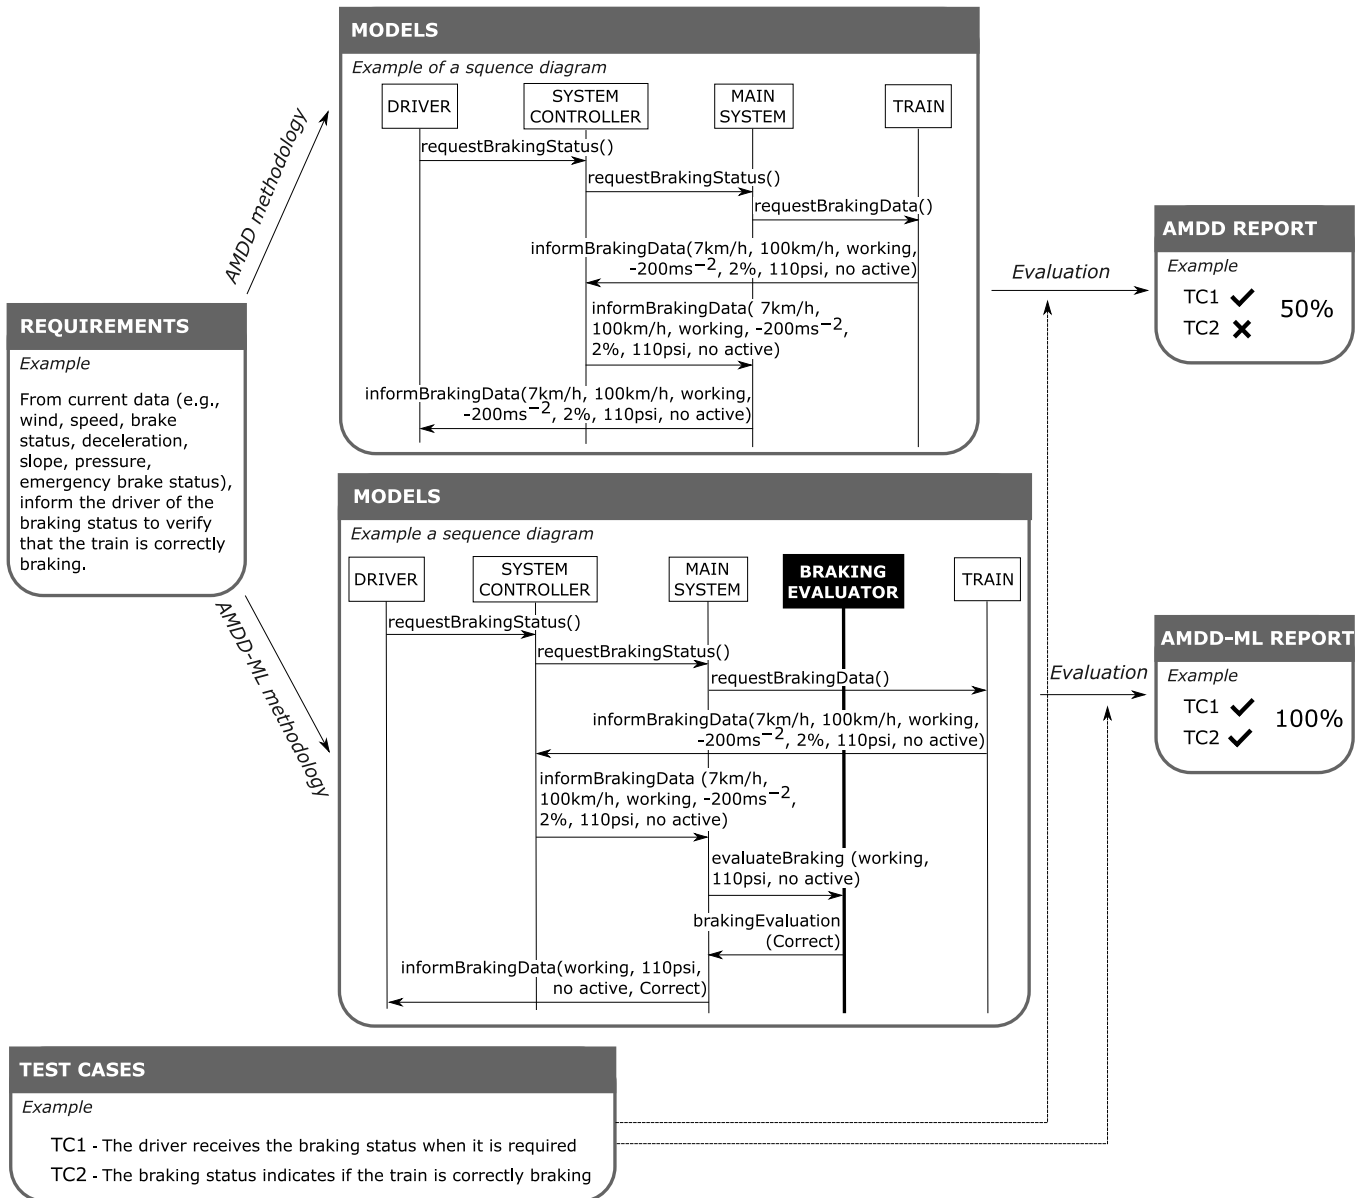 MODELS
Example of a squence diagram
DRIVER
SYSTEM
CONTROLLER
MAIN
SYSTEM
TRAIN
requestBrakingStatus()
requestBrakingStatus()
requestBrakingData()
informBrakingData(7km/h, 100km/h, working,
-200ms⁻², 2%, 110psi, no active)
informBrakingData( 7km/h,
100km/h, working, -200ms⁻²,
2%, 110psi, no active)
informBrakingData(7km/h, 100km/h, working,
-200ms⁻², 2%, 110psi, no active)
AMDD methodology
REQUIREMENTS
Example
From current data (e.g.,
wind, speed, brake
status, deceleration,
slope, pressure,
emergency brake status),
inform the driver of the
braking status to verify
that the train is correctly
braking.
AMDD-ML methodology
Evaluation
AMDD REPORT
Example
TC1 ✔
TC2 ✖
50%
MODELS
Example a sequence diagram
DRIVER
SYSTEM
CONTROLLER
MAIN
SYSTEM
BRAKING
EVALUATOR
TRAIN
requestBrakingStatus()
requestBrakingStatus()
requestBrakingData()
informBrakingData(7km/h, 100km/h, working,
-200ms⁻², 2%, 110psi, no active)
informBrakingData (7km/h,
100km/h, working, -200ms⁻²,
2%, 110psi, no active)
evaluateBraking (working,
110psi, no active)
brakingEvaluation
(Correct)
informBrakingData(working, 110psi,
no active, Correct)
Evaluation
AMDD-ML REPORT
Example
TC1 ✔
TC2 ✔
100%
TEST CASES
Example
TC1 - The driver receives the braking status when it is required
TC2 - The braking status indicates if the train is correctly braking